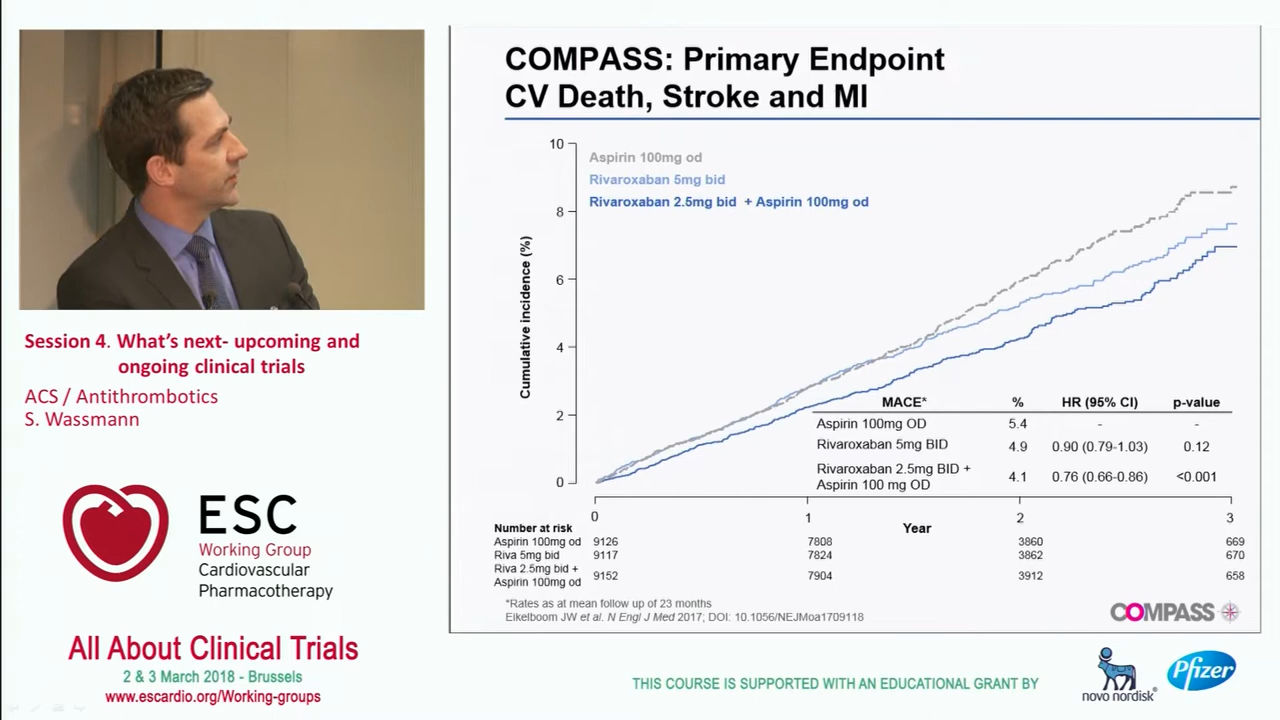 COMPASS: Primary Endpoint
CV Death, Stroke and MI
10
8
6
4
2
0
Cumulative incidence (%)
Aspirin 100mg od
Rivaroxaban 5mg bid
Rivaroxaban 2.5mg bid + Aspirin 100mg od
MACE* % HR (95% CI) p-value
Aspirin 100mg OD 5.4 - -
Rivaroxaban 5mg BID 4.9 0.90 (0.79-1.03) 0.12
Rivaroxaban 2.5mg BID +
Aspirin 100 mg OD 4.1 0.76 (0.66-0.86) <0.001
0 1 2 3
Year
Number at risk
Aspirin 100mg od 9126 7808 3860 669
Riva 5mg bid 9117 7824 3862 670
Riva 2.5mg bid +
Aspirin 100mg od 9152 7904 3912 658
*Rates as at mean follow up of 23 months
Eikelboom JW et al. N Engl J Med 2017; DOI: 10.1056/NEJMoa1709118
COMPASS
Session 4. What's next- upcoming and
ongoing clinical trials
ACS / Antithrombotics
S. Wassmann
ESC
Working Group
Cardiovascular
Pharmacotherapy
All About Clinical Trials
2 & 3 March 2018 - Brussels
www.escardio.org/Working-groups
THIS COURSE IS SUPPORTED WITH AN EDUCATIONAL GRANT BY
novo nordisk®
Pfizer